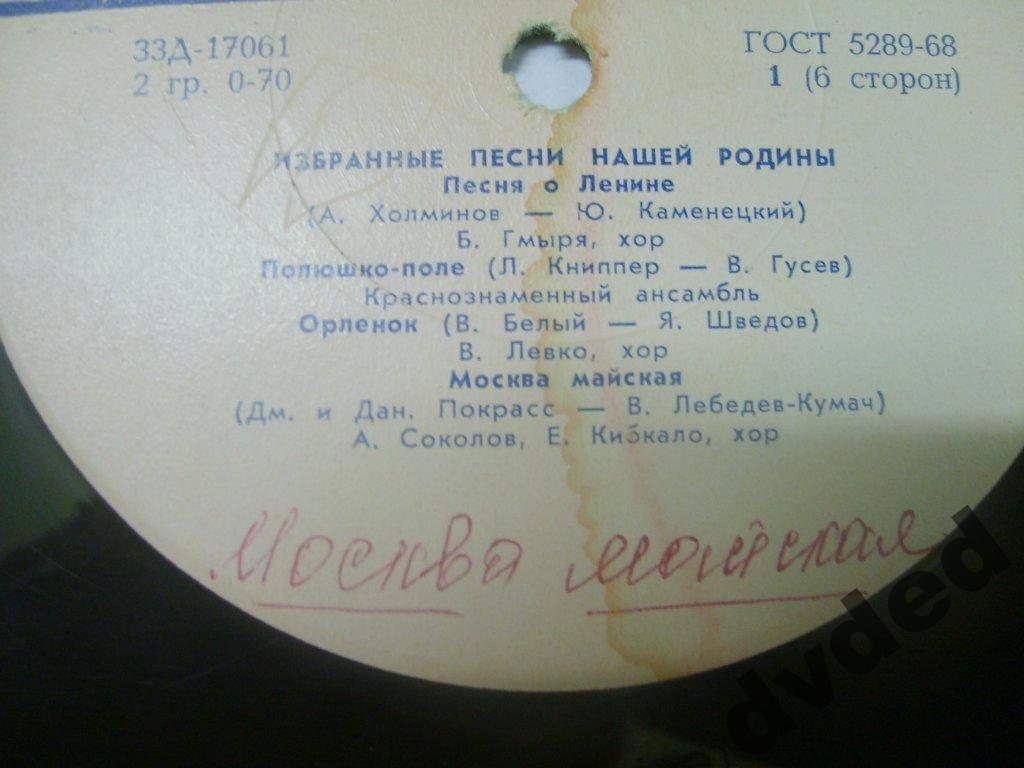 33Д-17061
2 гр. 0-70
ГОСТ 5289-68
1 (6 сторон)
ИЗБРАННЫЕ ПЕСНИ НАШЕЙ РОДИНЫ
Песня о Ленине
(А. Холминов — Ю. Каменецкий)
Б. Гмыря, хор
Полюшко-поле (Л. Книппер — В. Гусев)
Краснознаменный ансамбль
Орленок (В. Белый — Я. Шведов)
В. Левко, хор
Москва майская
(Дм. и Дан. Покрасс — В. Лебедев-Кумач)
А. Соколов, Е. Кибкало, хор
Москва майская
dvded